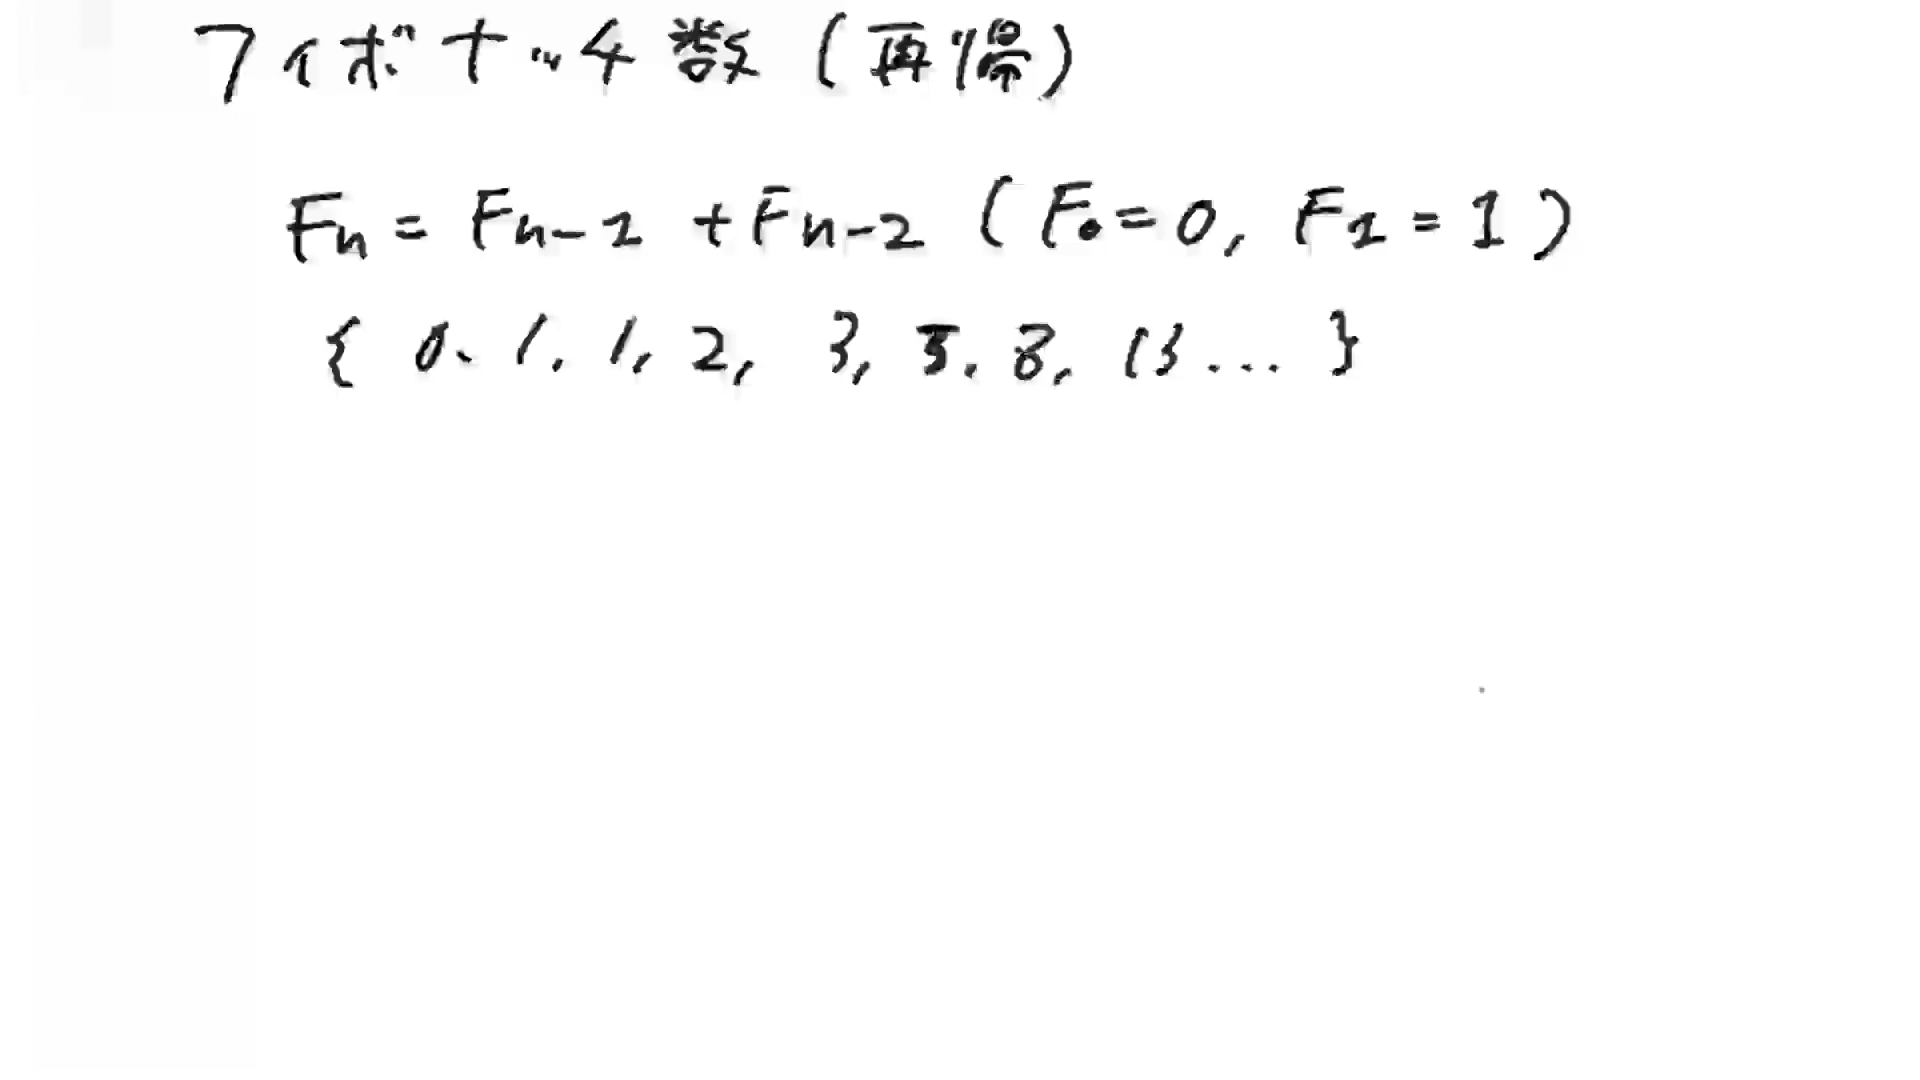 フィボナッチ数 (再帰)
Fn = Fn-1 + Fn-2 ( F0 = 0, F1 = 1 )
{ 0, 1, 1, 2, 3, 5, 8, 13 ... }